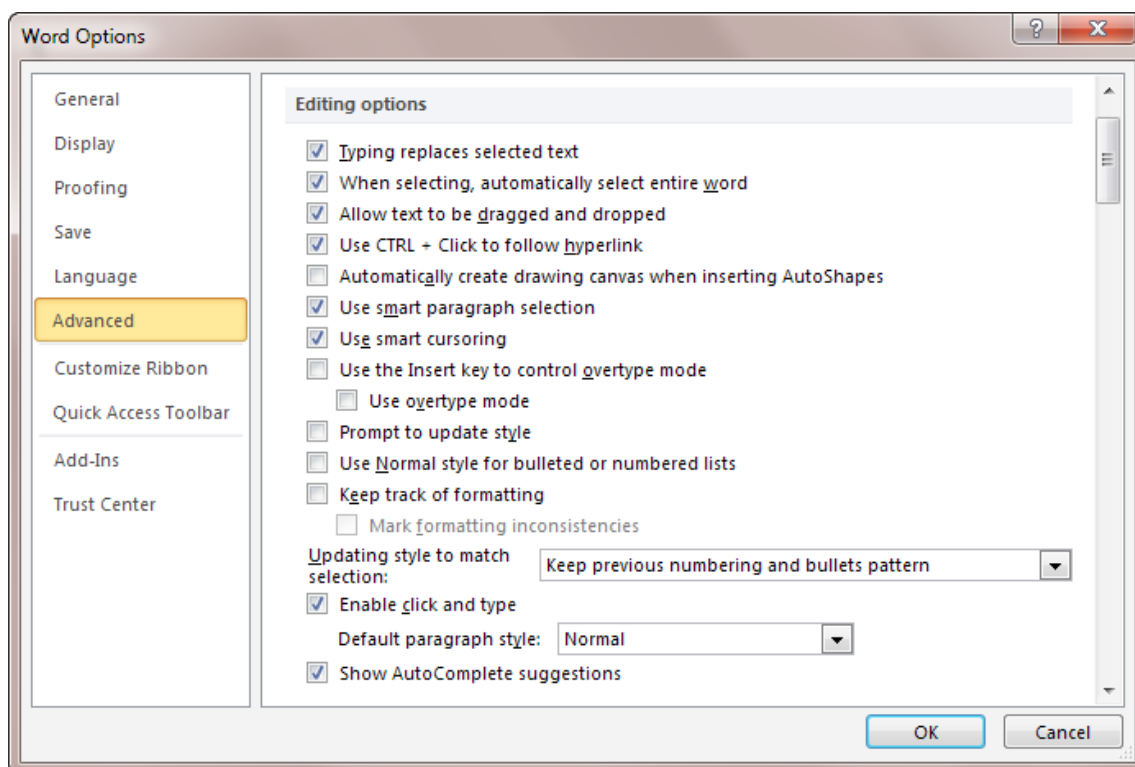 Word Options
General
Display
Proofing
Save
Language
Advanced
Customize Ribbon
Quick Access Toolbar
Add-Ins
Trust Center
Editing options
Typing replaces selected text
When selecting, automatically select entire word
Allow text to be dragged and dropped
Use CTRL + Click to follow hyperlink
Automatically create drawing canvas when inserting AutoShapes
Use smart paragraph selection
Use smart cursoring
Use the Insert key to control overtype mode
Use overtype mode
Prompt to update style
Use Normal style for bulleted or numbered lists
Keep track of formatting
Mark formatting inconsistencies
Updating style to match
selection:
Keep previous numbering and bullets pattern
Enable click and type
Default paragraph style: Normal
Show AutoComplete suggestions
OK Cancel